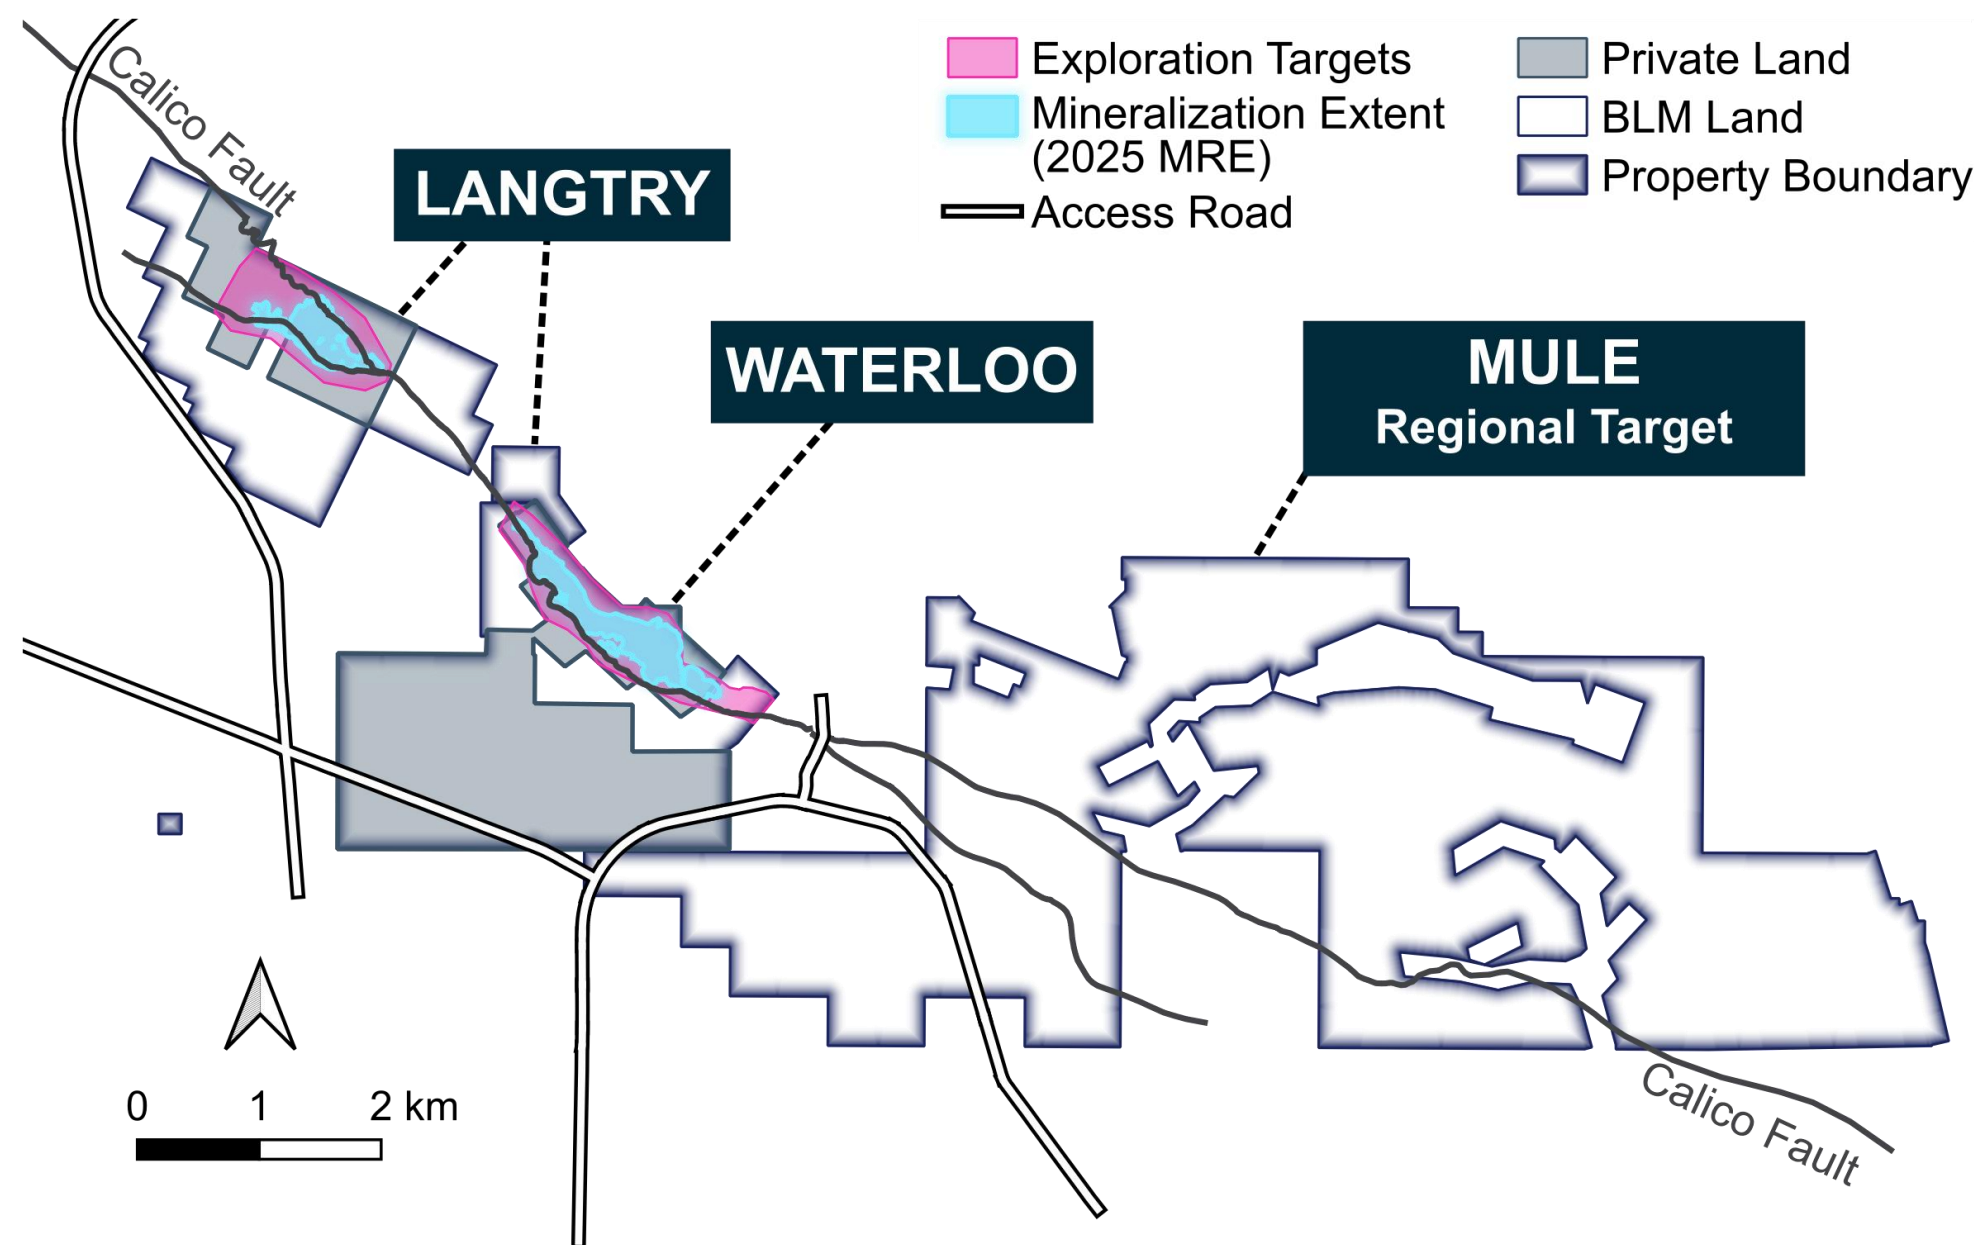 Exploration Targets
Mineralization Extent
(2025 MRE)
Access Road
Private Land
BLM Land
Property Boundary
Calico Fault
LANGTRY
WATERLOO
MULE
Regional Target
0 1 2 km
Calico Fault